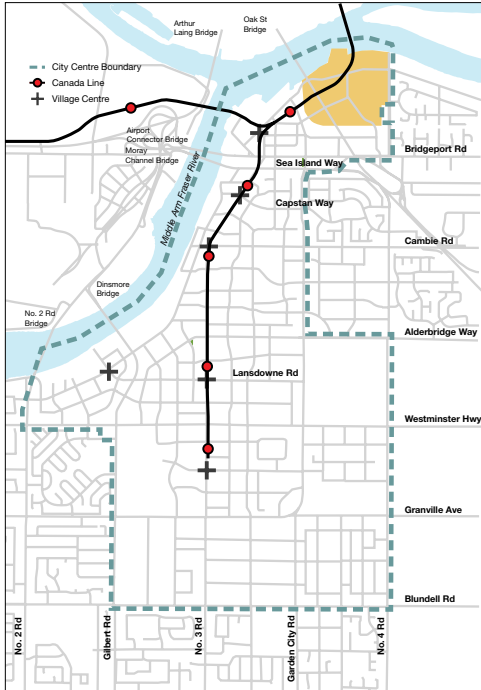 Arthur
Laing Bridge
Oak St
Bridge
City Centre Boundary
Canada Line
Village Centre
Airport
Connector Bridge
Moray
Channel Bridge
Middle Arm Fraser River
Bridgeport Rd
Sea Island Way
Capstan Way
Cambie Rd
Dinsmore
Bridge
No. 2 Rd
Bridge
Alderbridge Way
Lansdowne Rd
Westminster Hwy
Granville Ave
Blundell Rd
No. 2 Rd
Gilbert Rd
No. 3 Rd
Garden City Rd
No. 4 Rd